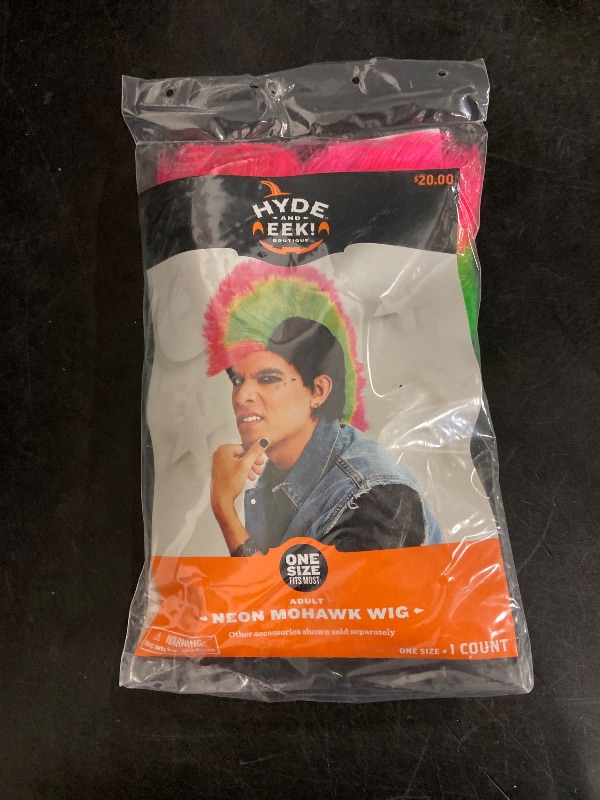 $20.00
HYDE
AND
EEK!
BOUTIQUE
ONE
SIZE
FITS MOST
ADULT
NEON MOHAWK WIG
Other accessories shown sold separately
WARNING:
ONE SIZE • 1 COUNT